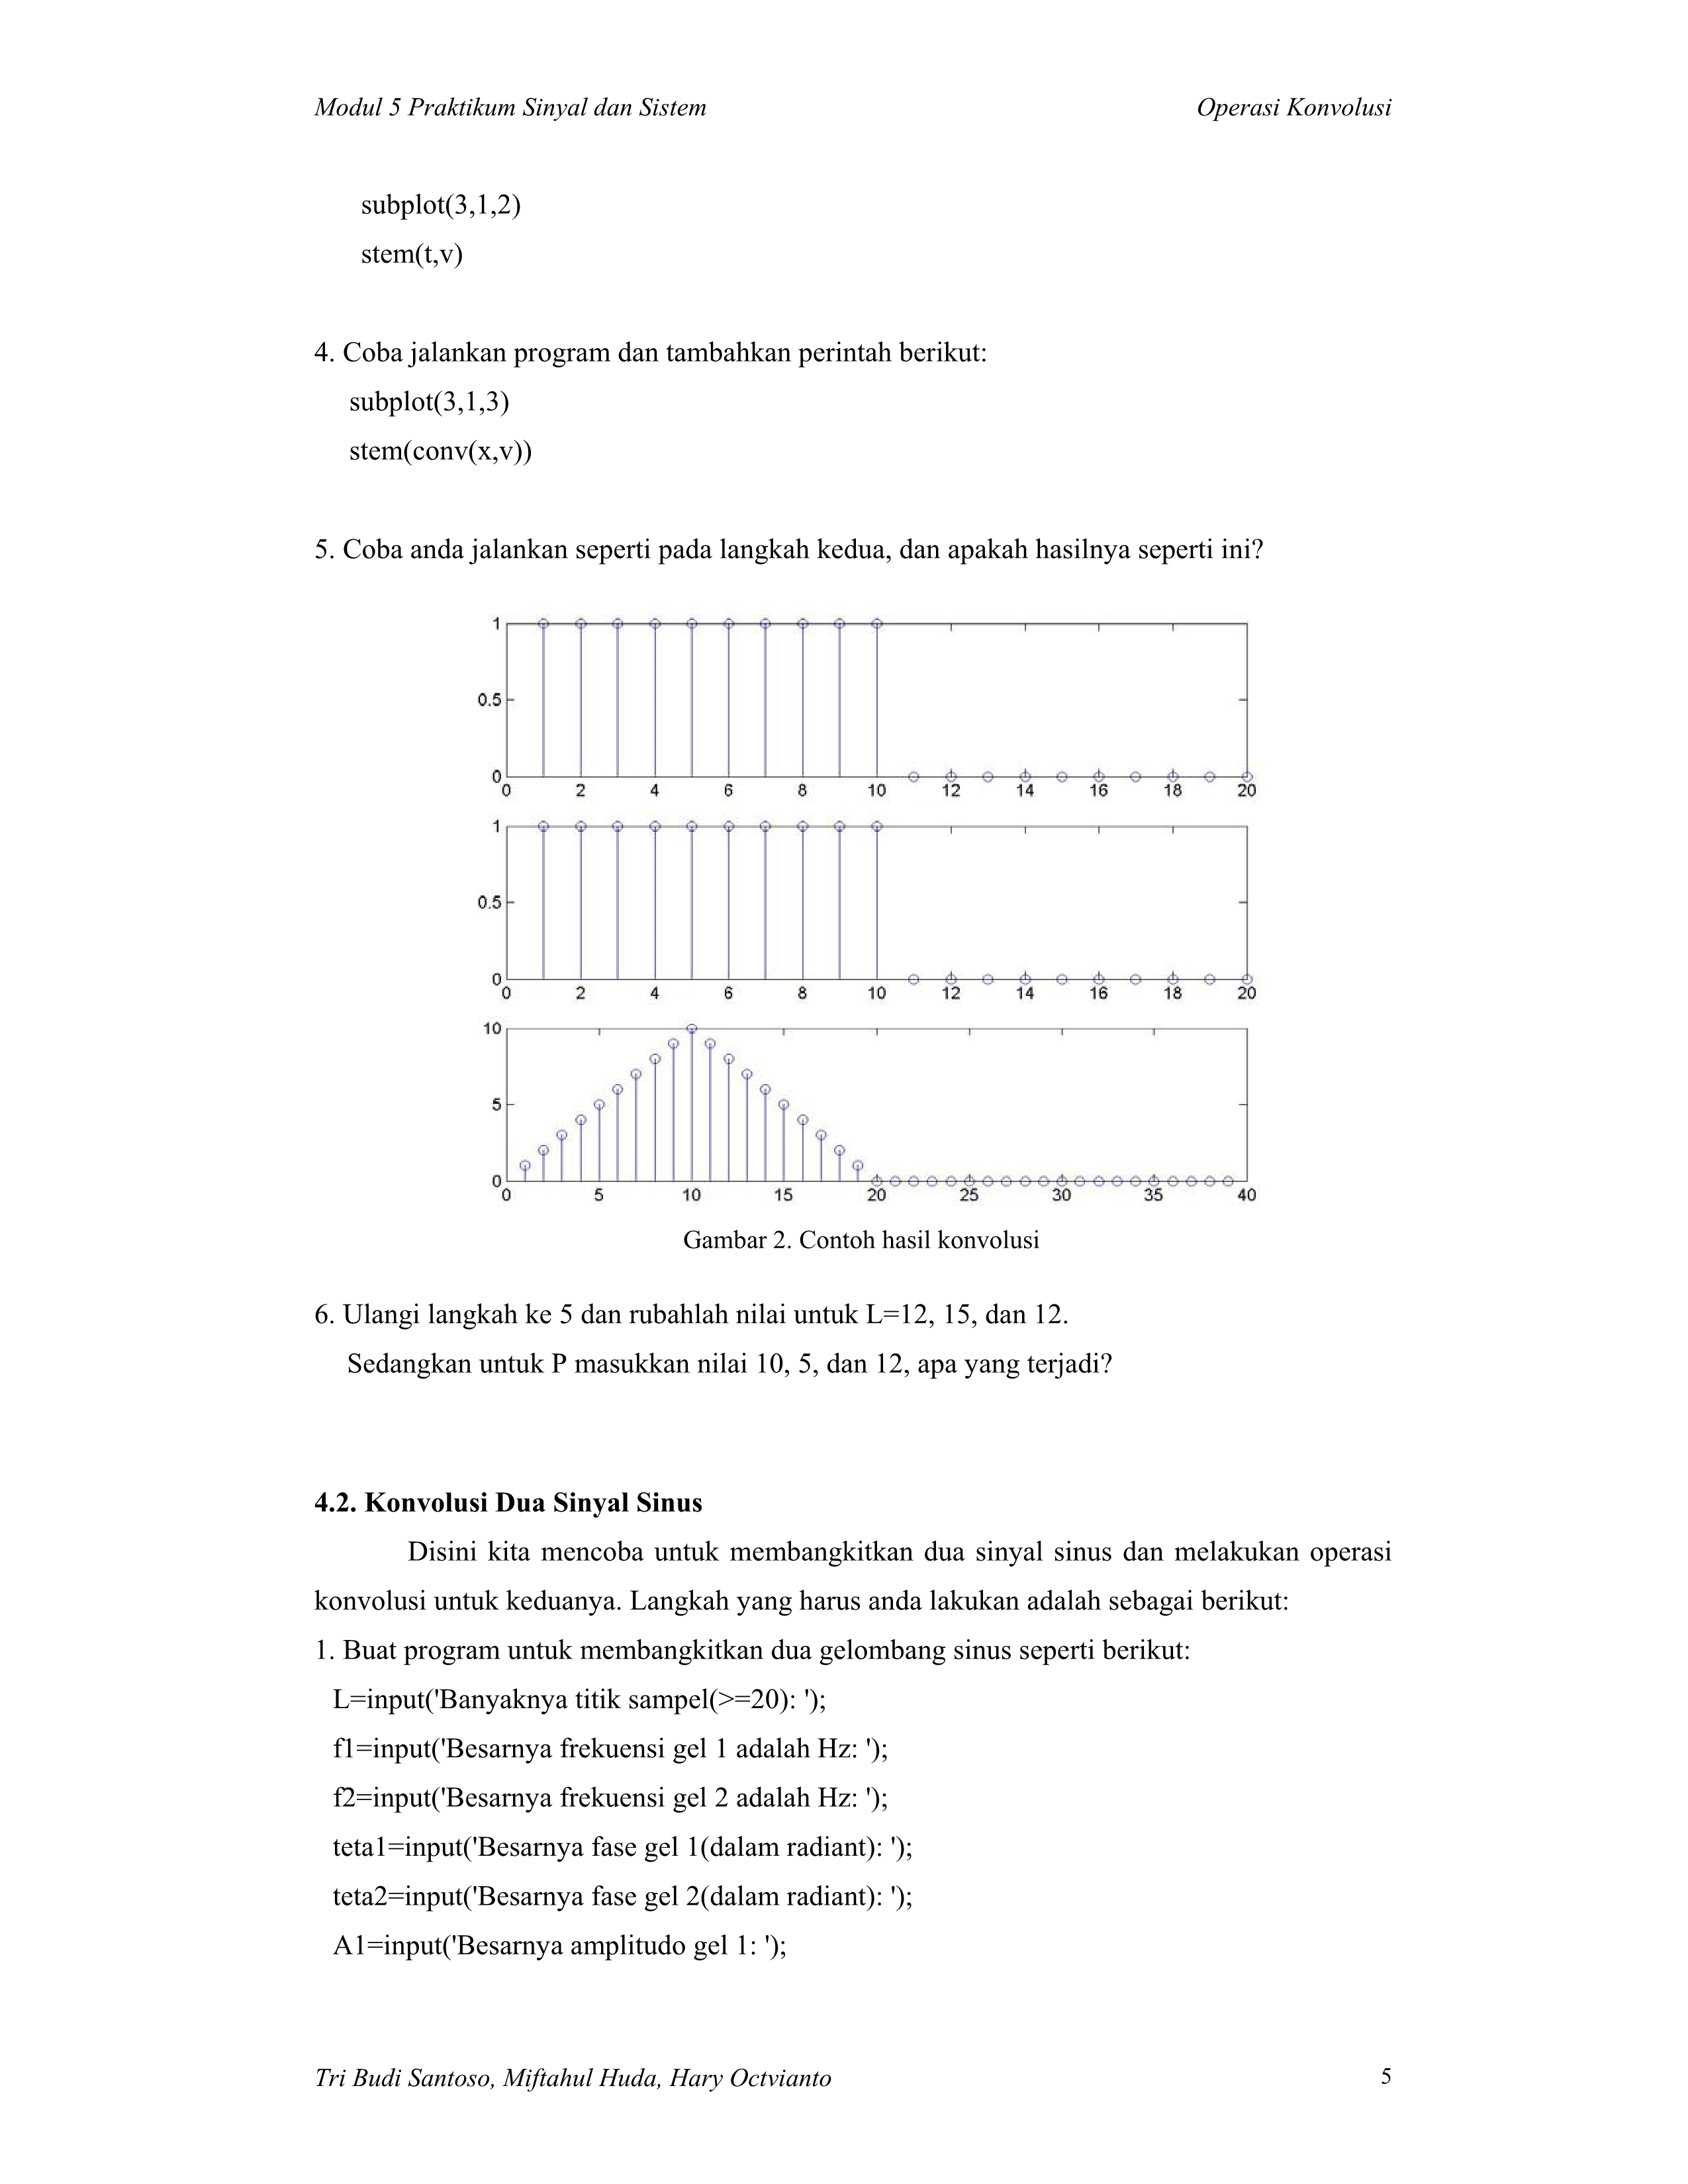 Modul 5 Praktikum Sinyal dan Sistem Operasi Konvolusi
subplot(3,1,2)
stem(t,v)
4. Coba jalankan program dan tambahkan perintah berikut:
subplot(3,1,3)
stem(conv(x,v))
5. Coba anda jalankan seperti pada langkah kedua, dan apakah hasilnya seperti ini?
1
0.5
0
0 2 4 6 8 10 12 14 16 18 20
1
0.5
0
0 2 4 6 8 10 12 14 16 18 20
10
5
0
0 5 10 15 20 25 30 35 40
Gambar 2. Contoh hasil konvolusi
6. Ulangi langkah ke 5 dan rubahlah nilai untuk L=12, 15, dan 12.
Sedangkan untuk P masukkan nilai 10, 5, dan 12, apa yang terjadi?
4.2. Konvolusi Dua Sinyal Sinus
Disini kita mencoba untuk membangkitkan dua sinyal sinus dan melakukan operasi
konvolusi untuk keduanya. Langkah yang harus anda lakukan adalah sebagai berikut:
1. Buat program untuk membangkitkan dua gelombang sinus seperti berikut:
L=input('Banyaknya titik sampel(>=20): ');
f1=input('Besarnya frekuensi gel 1 adalah Hz: ');
f2=input('Besarnya frekuensi gel 2 adalah Hz: ');
teta1=input('Besarnya fase gel 1(dalam radiant): ');
teta2=input('Besarnya fase gel 2(dalam radiant): ');
A1=input('Besarnya amplitudo gel 1: ');
Tri Budi Santoso, Miftahul Huda, Hary Octvianto 5